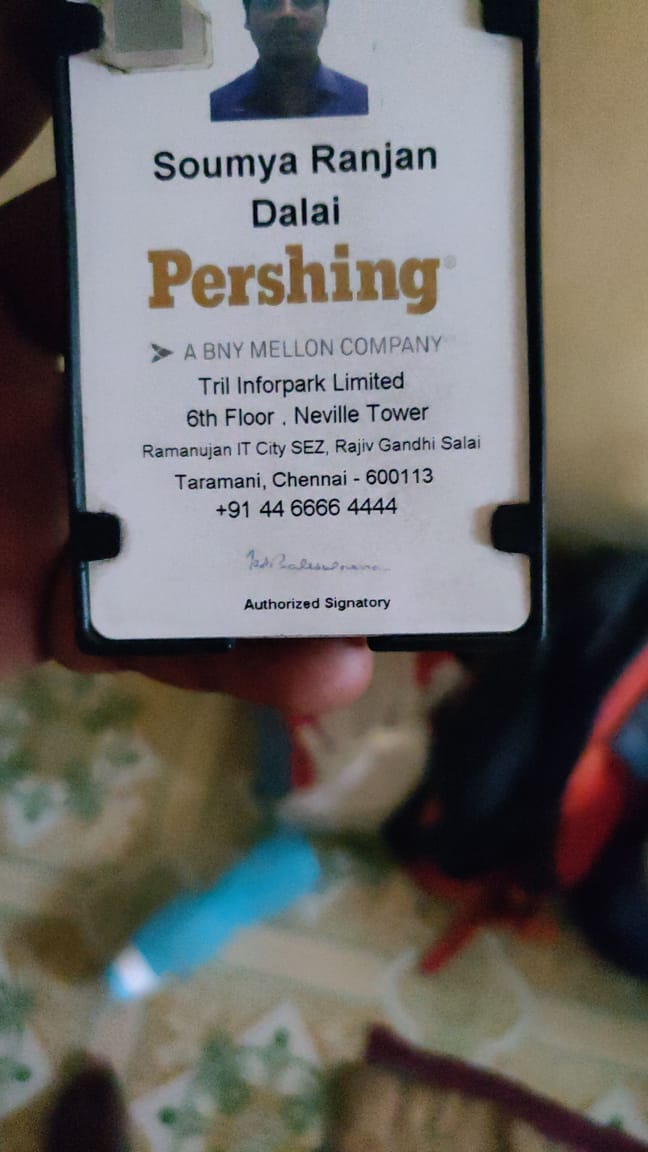 Soumya Ranjan
Dalai
Pershing®
A BNY MELLON COMPANY
Tril Inforpark Limited
6th Floor . Neville Tower
Ramanujan IT City SEZ, Rajiv Gandhi Salai
Taramani, Chennai - 600113
+91 44 6666 4444
Authorized Signatory